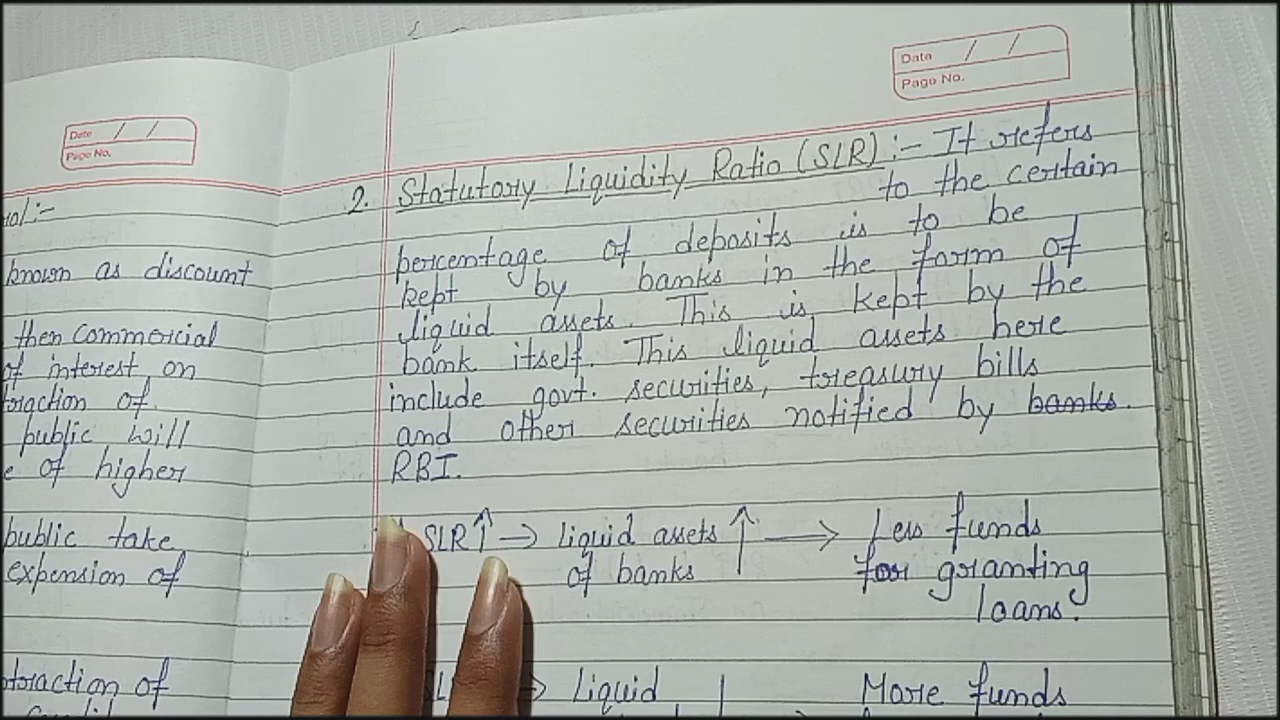 Date / /
Page No.
known as discount
then commercial
of interest on
public will
of higher
public take
expension of
Date / /
Page No.
2. Statutory Liquidity Ratio (SLR) :- It refers
to the certain
percentage of deposits is to be
kept by banks in the form of
liquid assets. This is kept by the
bank itself. This liquid assets here
include govt. securities, treasury bills
and other securities notified by banks.
RBI.
SLR↑ → liquid assets ↑ → Less funds
of banks for granting
loans.
Liquid More funds